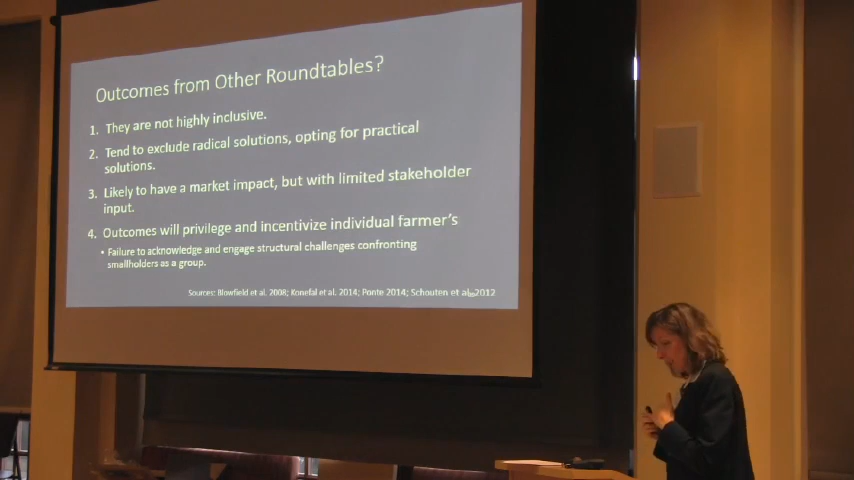 Outcomes from Other Roundtables?
1. They are not highly inclusive.
2. Tend to exclude radical solutions, opting for practical
solutions.
3. Likely to have a market impact, but with limited stakeholder
input.
4. Outcomes will privilege and incentivize individual farmer's
• Failure to acknowledge and engage structural challenges confronting
smallholders as a group.
Sources: Blowfield et al. 2008; Konefal et al. 2014; Ponte 2014; Schouten et al. 2012